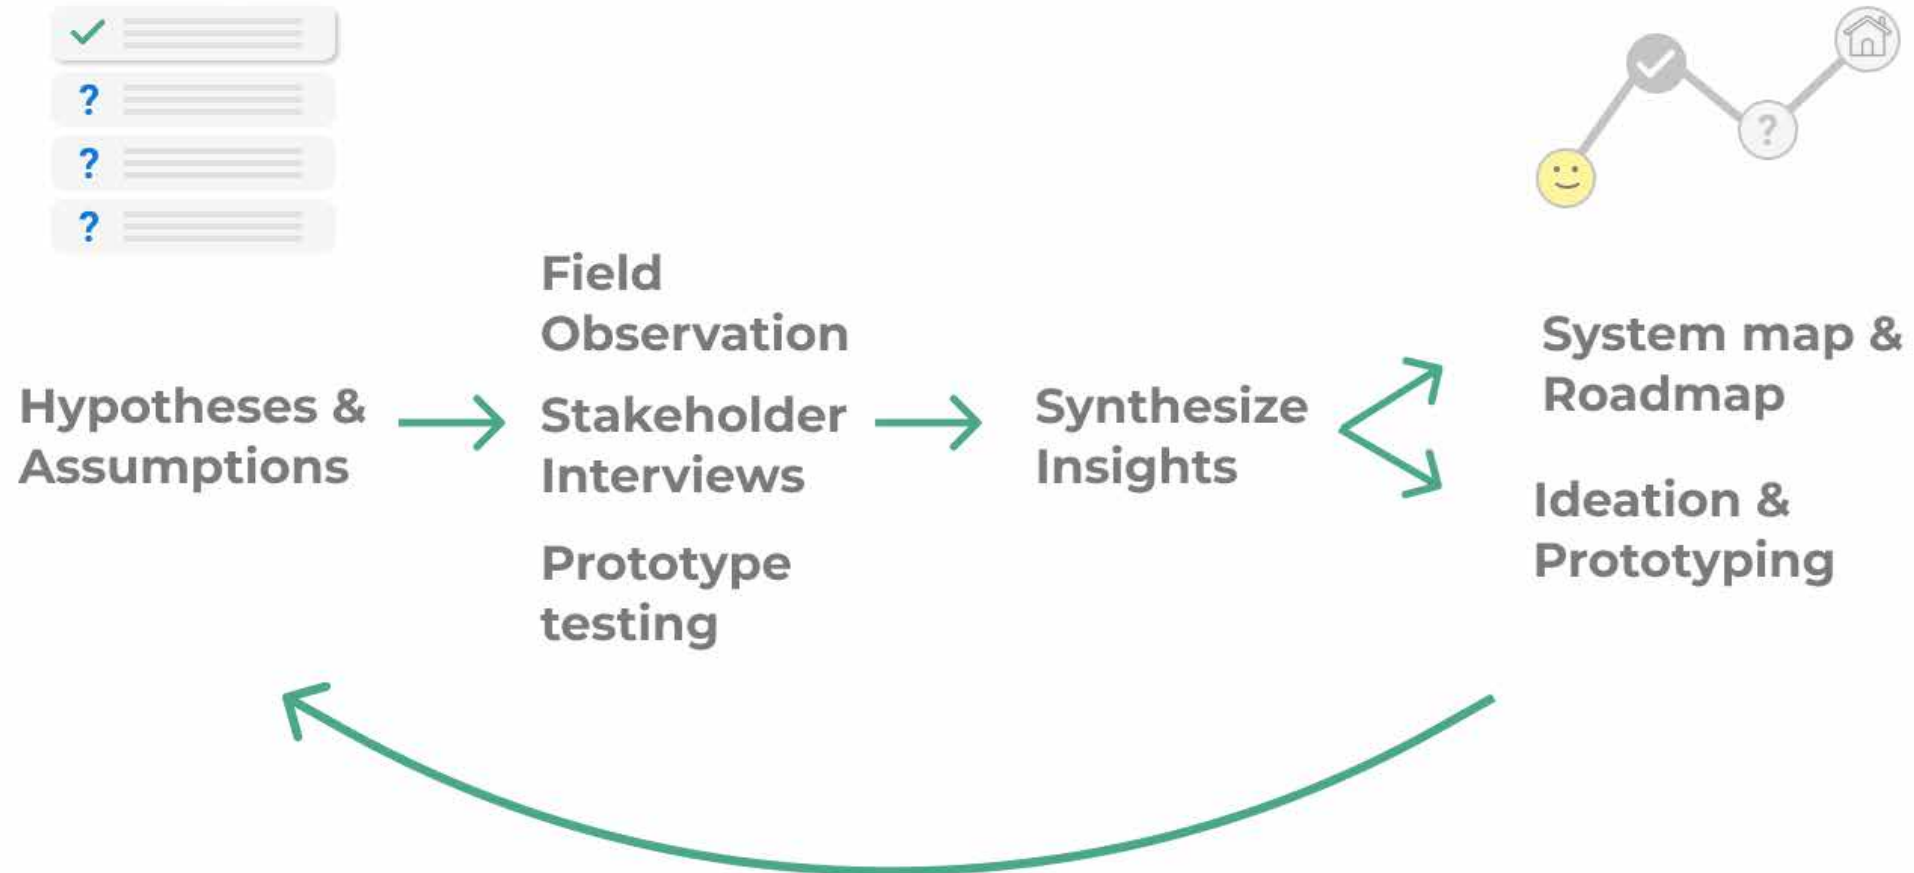 ?
?
?
?
Hypotheses &
Assumptions
Field
Observation
Stakeholder
Interviews
Prototype
testing
Synthesize
Insights
System map &
Roadmap
Ideation &
Prototyping